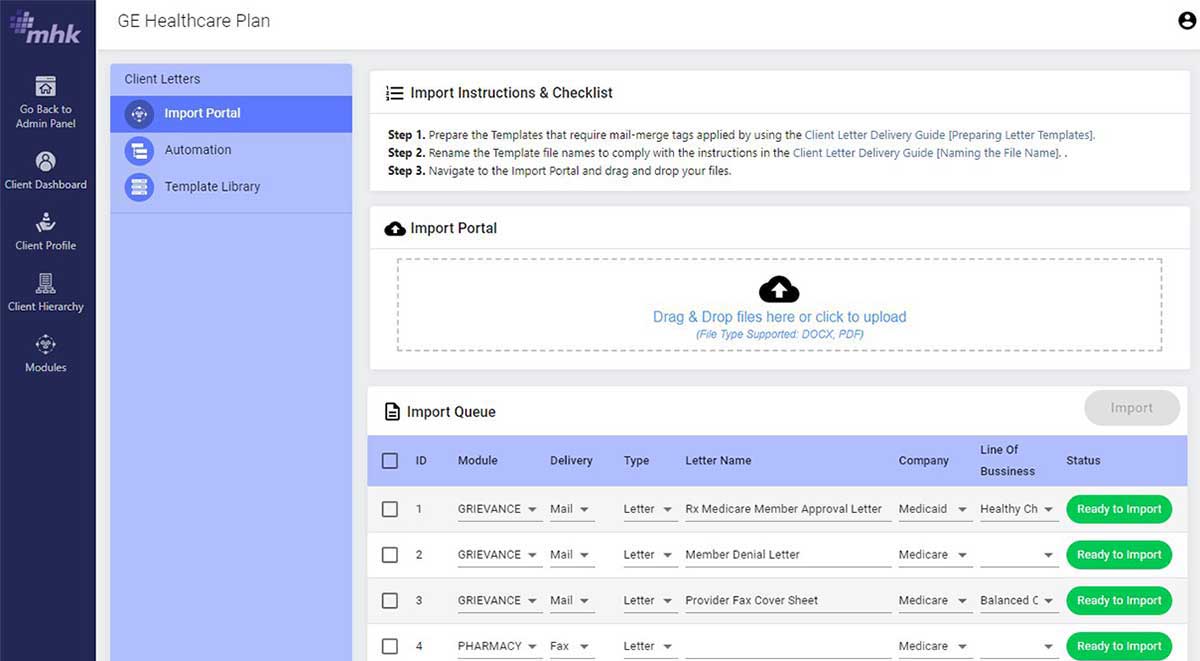 mhk
GE Healthcare Plan
Go Back to
Admin Panel
Client Dashboard
Client Profile
Client Hierarchy
Modules
Client Letters
Import Portal
Automation
Template Library
Import Instructions & Checklist
Step 1. Prepare the Templates that require mail-merge tags applied by using the Client Letter Delivery Guide [Preparing Letter Templates].
Step 2. Rename the Template file names to comply with the instructions in the Client Letter Delivery Guide [Naming the File Name]. .
Step 3. Navigate to the Import Portal and drag and drop your files.
Import Portal
Drag & Drop files here or click to upload
(File Type Supported: DOCX, PDF)
Import Queue
Import
ID Module Delivery Type Letter Name Company Line Of Bussiness Status
1 GRIEVANCE Mail Letter Rx Medicare Member Approval Letter Medicaid Healthy Ch Ready to Import
2 GRIEVANCE Mail Letter Member Denial Letter Medicare Ready to Import
3 GRIEVANCE Mail Letter Provider Fax Cover Sheet Medicare Balanced C Ready to Import
4 PHARMACY Fax Letter Medicare Ready to Import